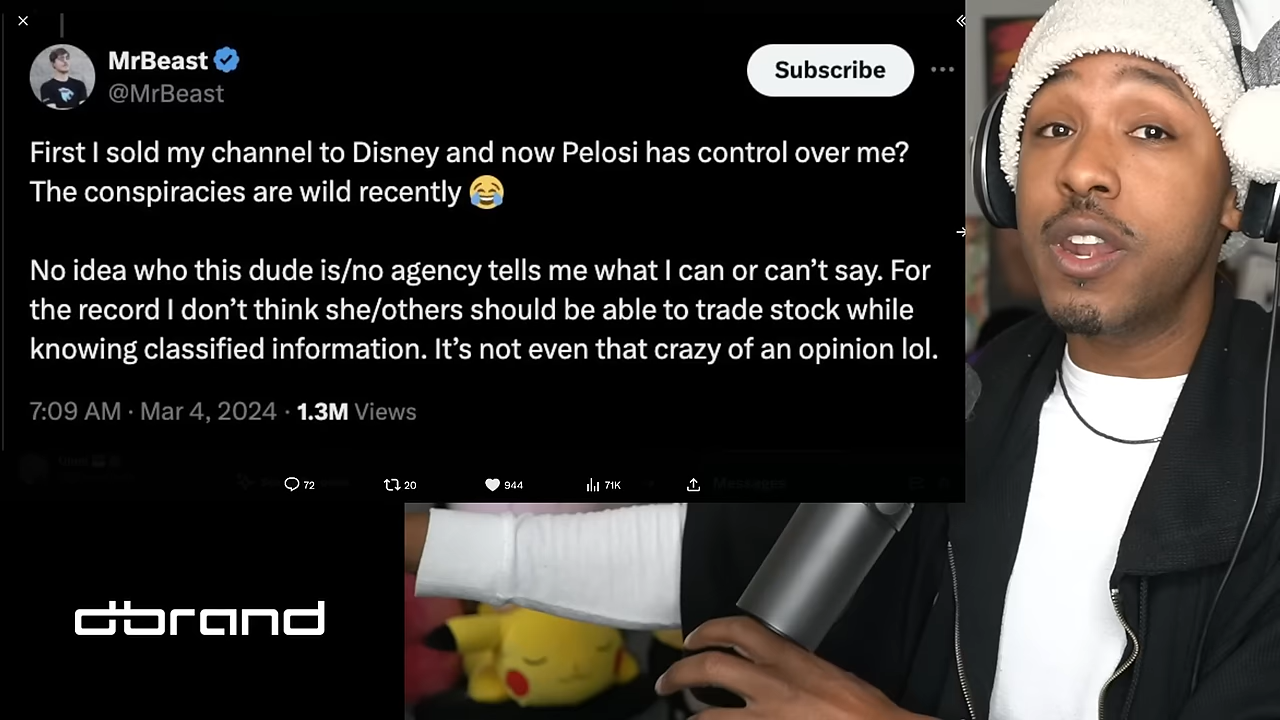 MrBeast
@MrBeast
Subscribe
First I sold my channel to Disney and now Pelosi has control over me?
The conspiracies are wild recently 😂
No idea who this dude is/no agency tells me what I can or can’t say. For
the record I don’t think she/others should be able to trade stock while
knowing classified information. It’s not even that crazy of an opinion lol.
7:09 AM · Mar 4, 2024 · 1.3M Views
Messages
72 20 944 71K
dbrand